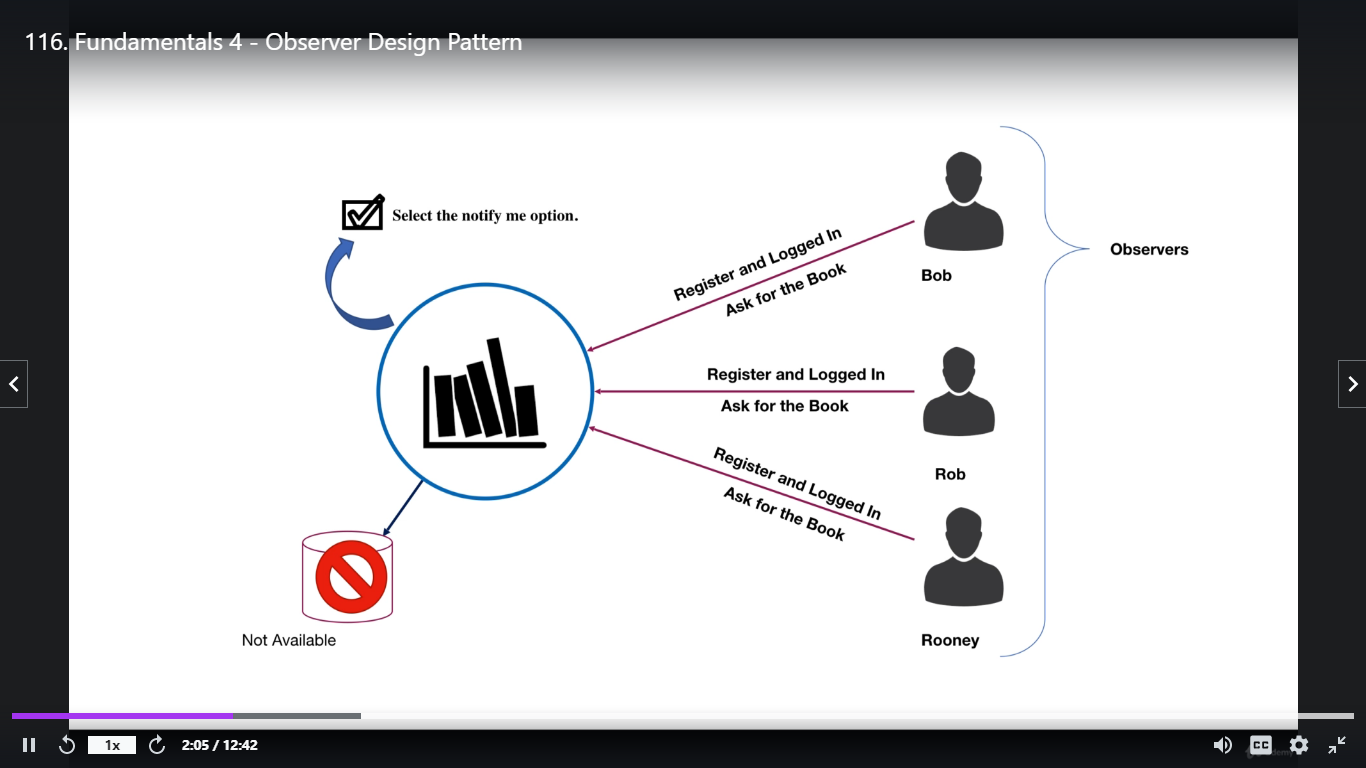 116. Fundamentals 4 - Observer Design Pattern
Select the notify me option.
Register and Logged In
Ask for the Book
Bob
Observers
Register and Logged In
Ask for the Book
Rob
Register and Logged In
Ask for the Book
Rooney
Not Available
1x
2:05 / 12:42
CC